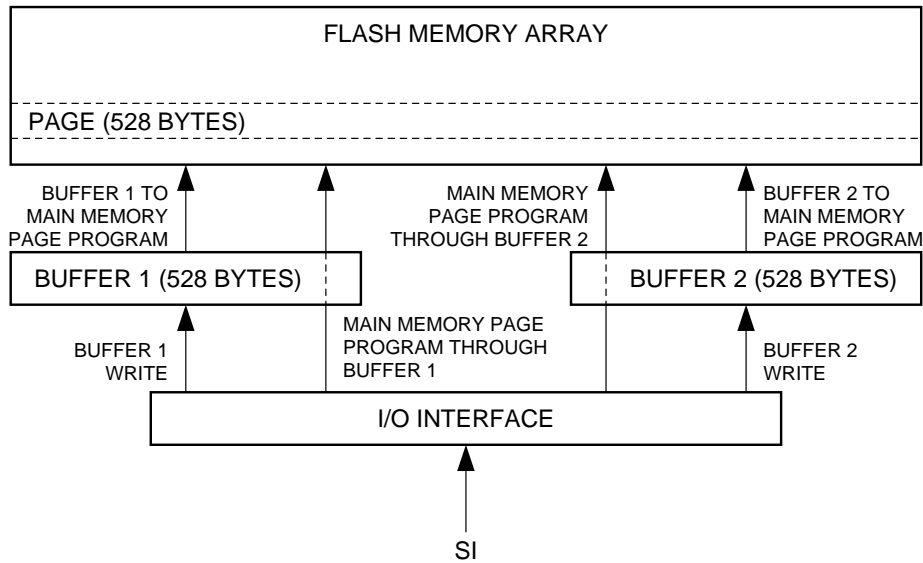 FLASH MEMORY ARRAY
PAGE (528 BYTES)
BUFFER 1 TO
MAIN MEMORY
PAGE PROGRAM
MAIN MEMORY
PAGE PROGRAM
THROUGH BUFFER 2
BUFFER 2 TO
MAIN MEMORY
PAGE PROGRAM
BUFFER 1 (528 BYTES)
BUFFER 2 (528 BYTES)
BUFFER 1
WRITE
MAIN MEMORY PAGE
PROGRAM THROUGH
BUFFER 1
BUFFER 2
WRITE
I/O INTERFACE
SI